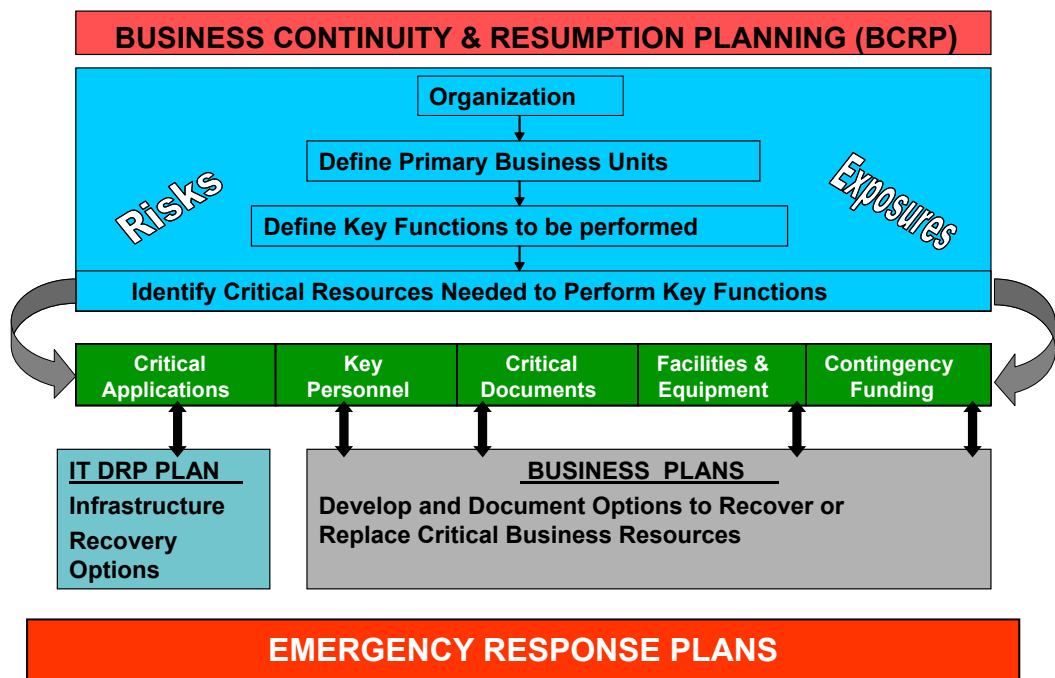 BUSINESS CONTINUITY & RESUMPTION PLANNING (BCRP)
Organization
Define Primary Business Units
Risks
Exposures
Define Key Functions to be performed
Identify Critical Resources Needed to Perform Key Functions
Critical
Applications
Key
Personnel
Critical
Documents
Facilities &
Equipment
Contingency
Funding
IT DRP PLAN
Infrastructure
Recovery
Options
BUSINESS PLANS
Develop and Document Options to Recover or
Replace Critical Business Resources
EMERGENCY RESPONSE PLANS